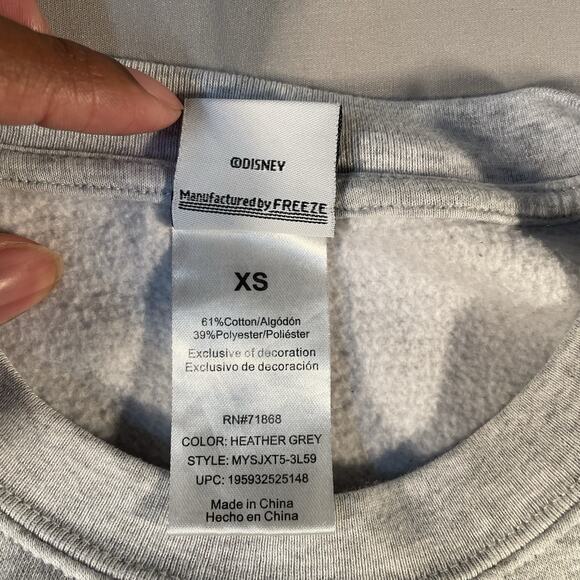 ©DISNEY
Manufactured by FREEZE
XS
61%Cotton/Algódón
39%Polyester/Poliéster
Exclusive of decoration
Exclusivo de decoración
RN#71868
COLOR: HEATHER GREY
STYLE: MYSJXT5-3L59
UPC: 195932525148
Made in China
Hecho en China